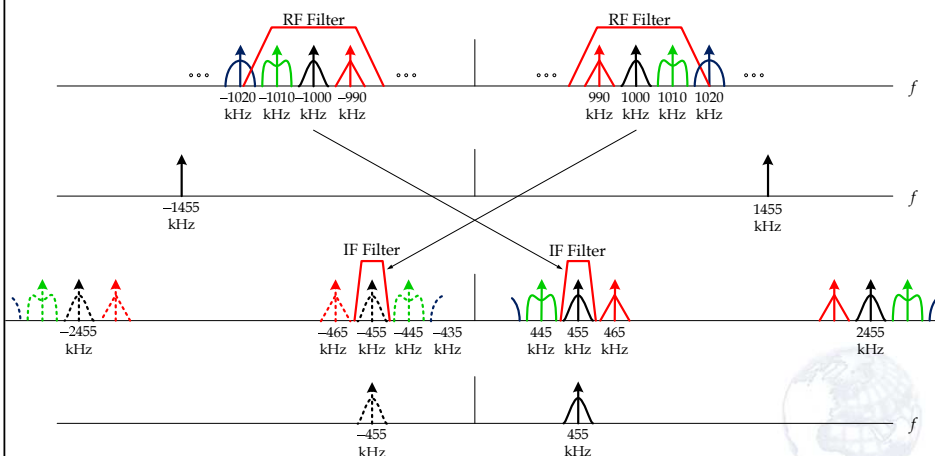 RF Filter RF Filter
°°° °°° °°° °°°
–1020 –1010 –1000 –990 990 1000 1010 1020 f
kHz kHz kHz kHz kHz kHz kHz kHz
–1455 1455 f
kHz kHz
IF Filter IF Filter
–2455 –465 –455 –445 –435 445 455 465 2455
kHz kHz kHz kHz kHz kHz kHz kHz kHz
–455 455 f
kHz kHz